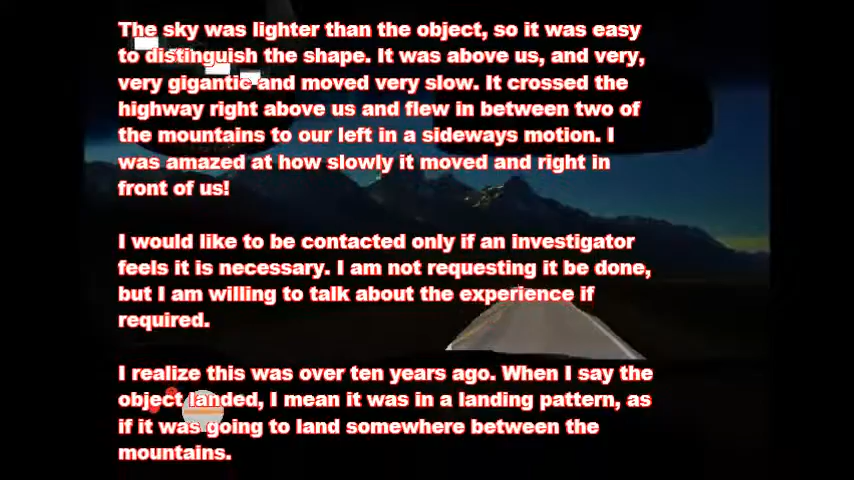 The sky was lighter than the object, so it was easy
to distinguish the shape. It was above us, and very,
very gigantic and moved very slow. It crossed the
highway right above us and flew in between two of
the mountains to our left in a sideways motion. I
was amazed at how slowly it moved and right in
front of us!
I would like to be contacted only if an investigator
feels it is necessary. I am not requesting it be done,
but I am willing to talk about the experience if
required.
I realize this was over ten years ago. When I say the
object landed, I mean it was in a landing pattern, as
if it was going to land somewhere between the
mountains.